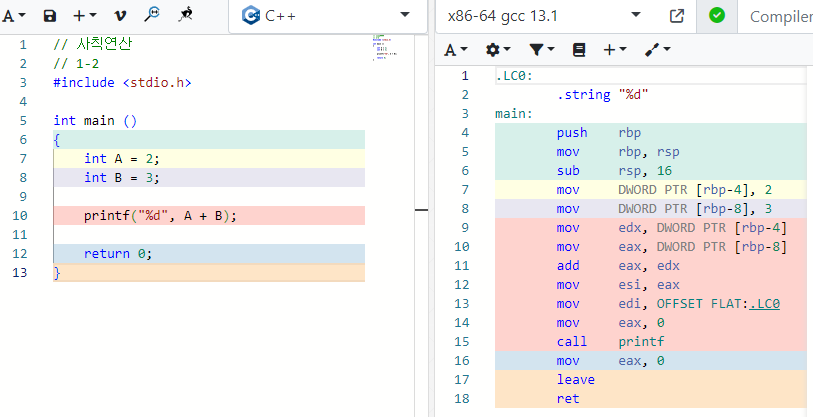 A
C++
1 // 사칙연산
2 // 1-2
3 #include <stdio.h>
4
5 int main ()
6 {
7 int A = 2;
8 int B = 3;
9
10 printf("%d", A + B);
11
12 return 0;
13 }
x86-64 gcc 13.1
Compiler
A
1 .LC0:
2 .string "%d"
3 main:
4 push rbp
5 mov rbp, rsp
6 sub rsp, 16
7 mov DWORD PTR [rbp-4], 2
8 mov DWORD PTR [rbp-8], 3
9 mov edx, DWORD PTR [rbp-4]
10 mov eax, DWORD PTR [rbp-8]
11 add eax, edx
12 mov esi, eax
13 mov edi, OFFSET FLAT:.LC0
14 mov eax, 0
15 call printf
16 mov eax, 0
17 leave
18 ret